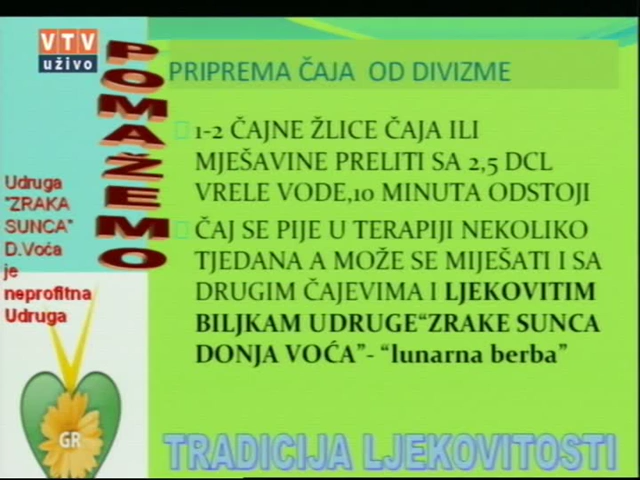 VTV
uživo
POMAŽEMO
PRIPREMA ČAJA OD DIVIZME
1-2 ČAJNE ŽLICE ČAJA ILI
MJEŠAVINE PRELITI SA 2,5 DCL
VRELE VODE,10 MINUTA ODSTOJI
ČAJ SE PIJE U TERAPIJI NEKOLIKO
TJEDANA A MOŽE SE MIJEŠATI I SA
DRUGIM ČAJEVIMA I LJEKOVITIM
BILJKAM UDRUGE“ZRAKE SUNCA
DONJA VOĆA”- “lunarna berba”
Udruga
"ZRAKA
SUNCA"
D.Voća
je
neprofitna
Udruga
GR
TRADICIJA LJEKOVITOSTI